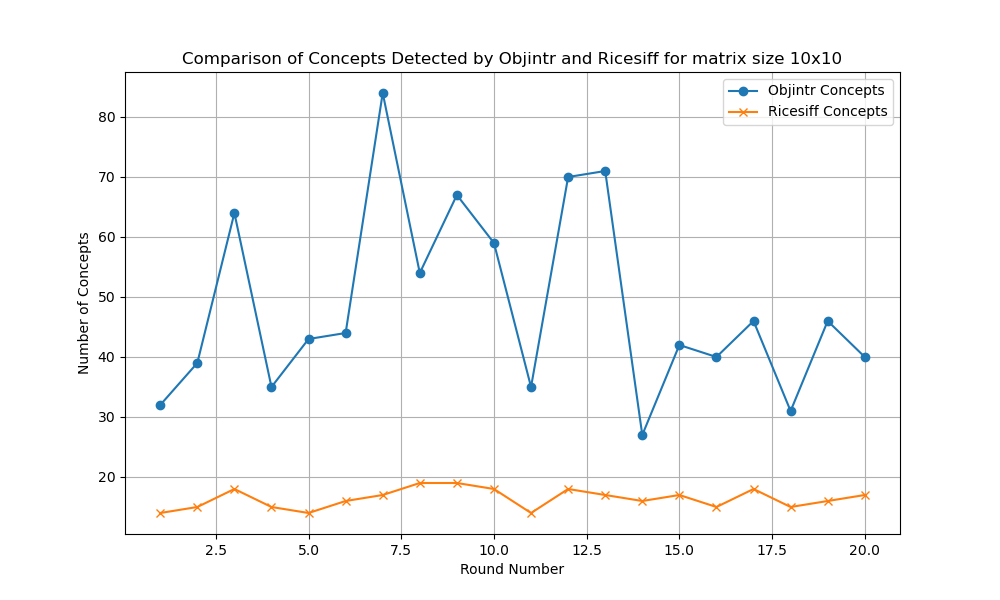 Comparison of Concepts Detected by Objintr and Ricesiff for matrix size 10x10
Objintr Concepts
Ricesiff Concepts
Number of Concepts
80
70
60
50
40
30
20
2.5 5.0 7.5 10.0 12.5 15.0 17.5 20.0
Round Number